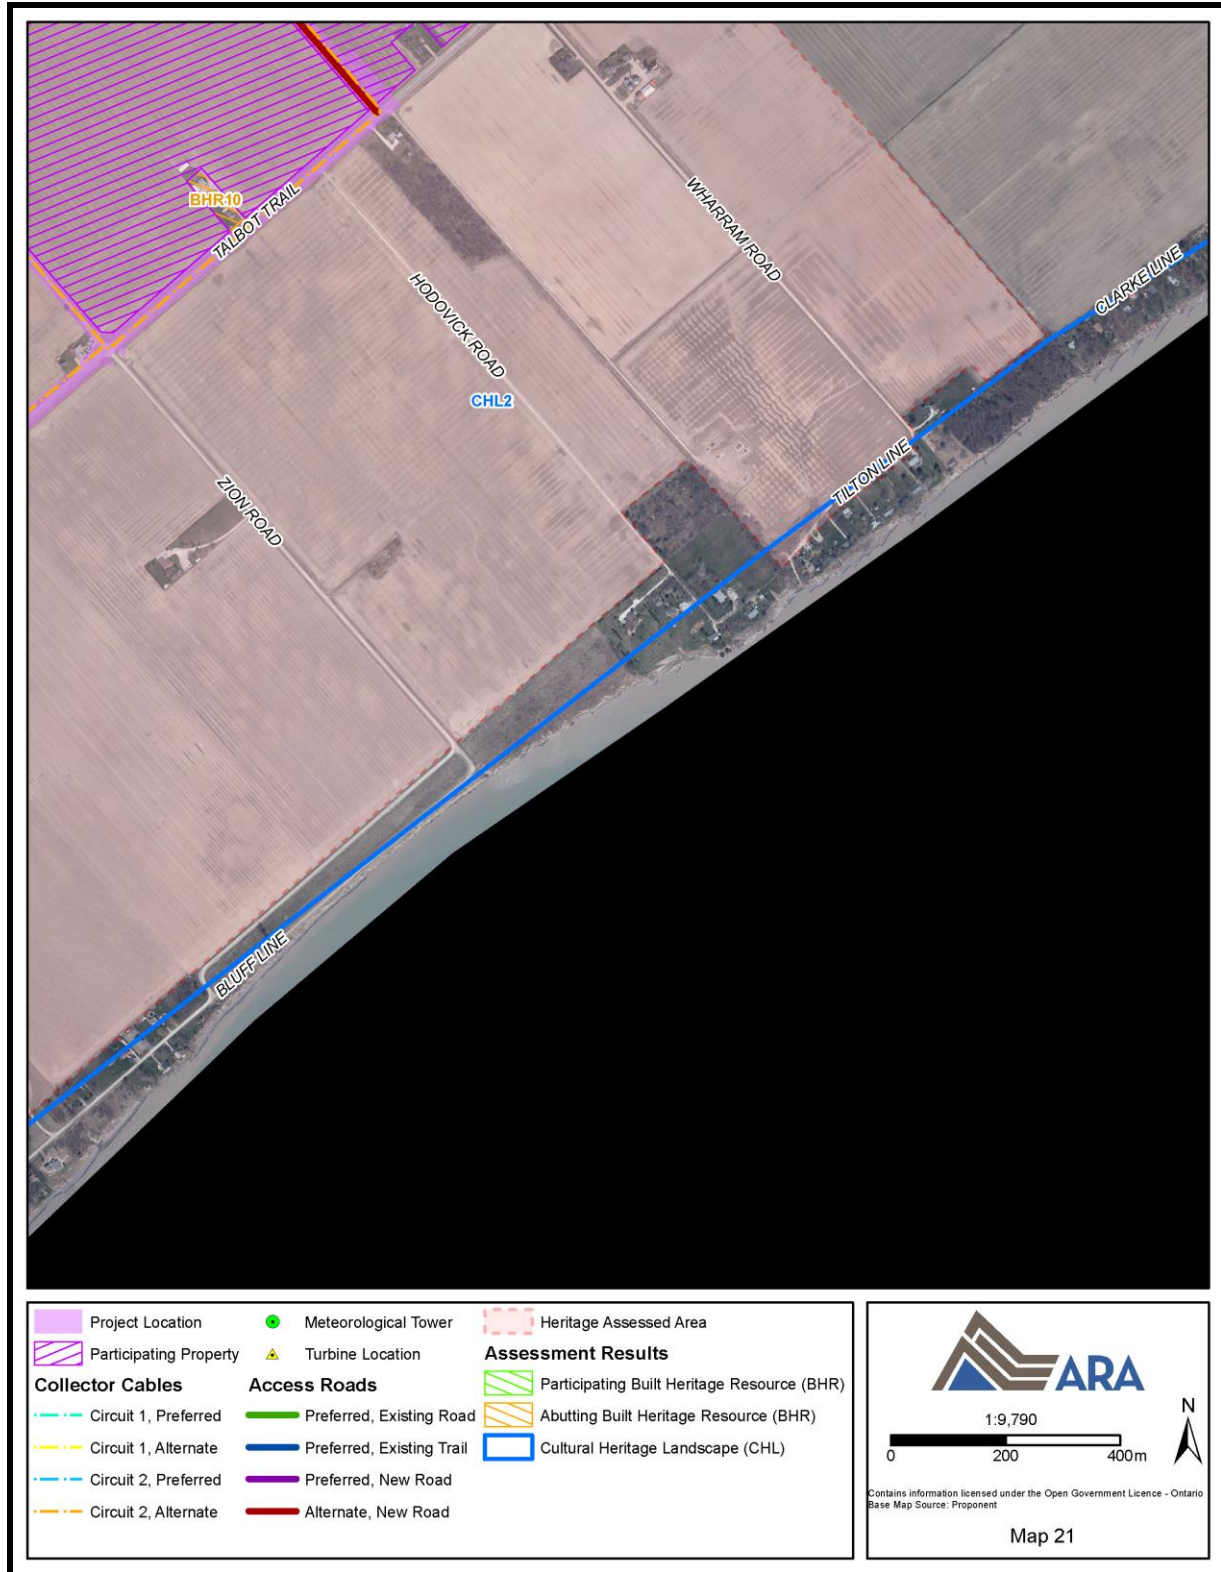 BHR10
TALBOT TRAIL
WHARRAM ROAD
CLARKE LINE
HODOVICK ROAD
CHL2
TILTON LINE
ZION ROAD
BLUFF LINE
Project Location
Participating Property
Collector Cables
Circuit 1, Preferred
Circuit 1, Alternate
Circuit 2, Preferred
Circuit 2, Alternate
Meteorological Tower
Turbine Location
Access Roads
Preferred, Existing Road
Preferred, Existing Trail
Preferred, New Road
Alternate, New Road
Heritage Assessed Area
Assessment Results
Participating Built Heritage Resource (BHR)
Abutting Built Heritage Resource (BHR)
Cultural Heritage Landscape (CHL)
ARA
N
1:9,790
0 200 400 m
Contains information licensed under the Open Government Licence - Ontario
Base Map Source: Proponent
Map 21